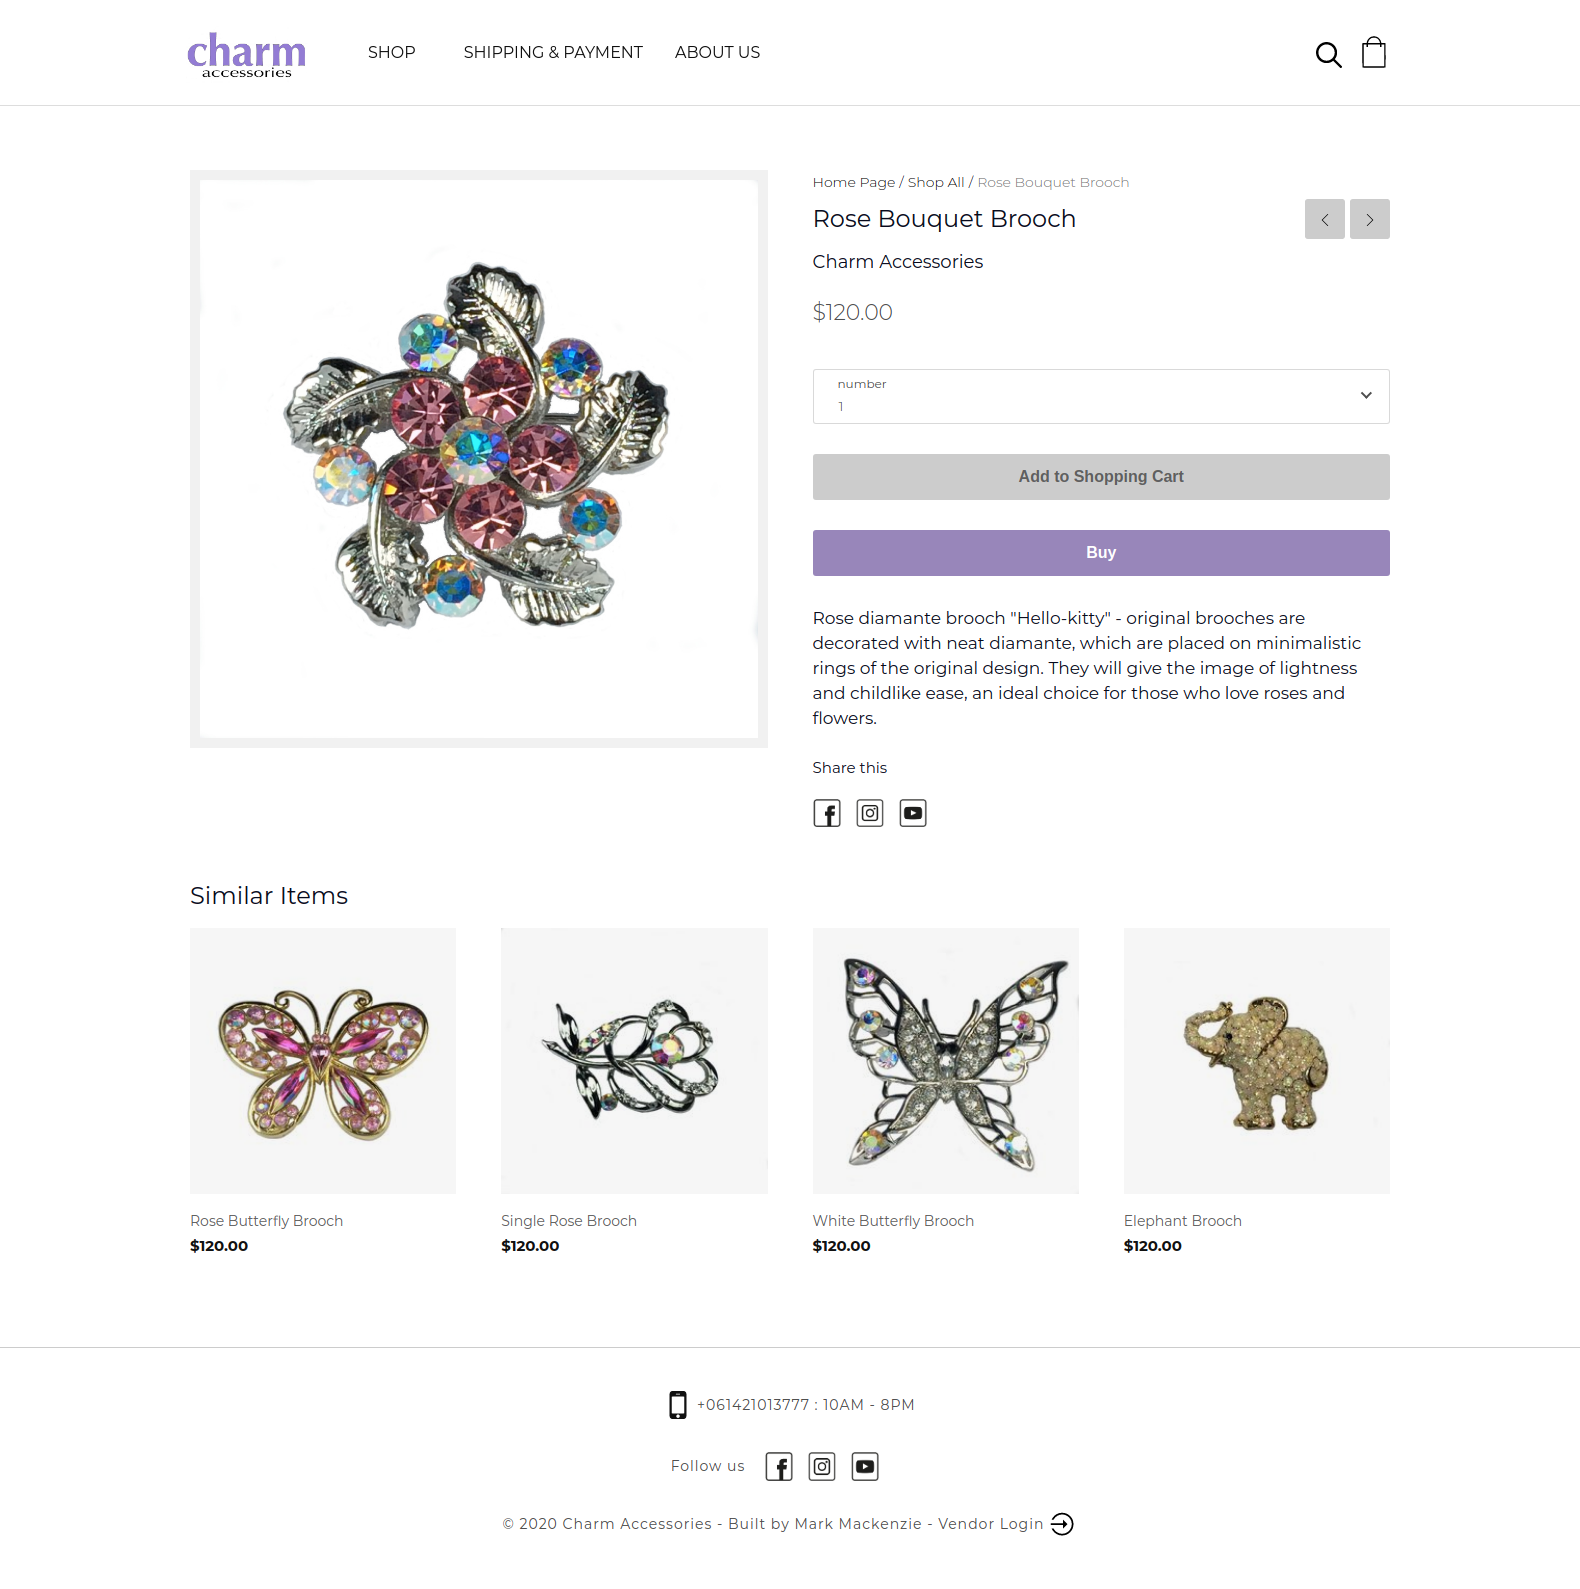 charm
accessories
SHOP
SHIPPING & PAYMENT
ABOUT US
Home Page / Shop All / Rose Bouquet Brooch
Rose Bouquet Brooch
Charm Accessories
$120.00
number
1
Add to Shopping Cart
Buy
Rose diamante brooch "Hello-kitty" - original brooches are
decorated with neat diamante, which are placed on minimalistic
rings of the original design. They will give the image of lightness
and childlike ease, an ideal choice for those who love roses and
flowers.
Share this
Similar Items
Rose Butterfly Brooch
$120.00
Single Rose Brooch
$120.00
White Butterfly Brooch
$120.00
Elephant Brooch
$120.00
+061421013777 : 10AM - 8PM
Follow us
© 2020 Charm Accessories - Built by Mark Mackenzie - Vendor Login